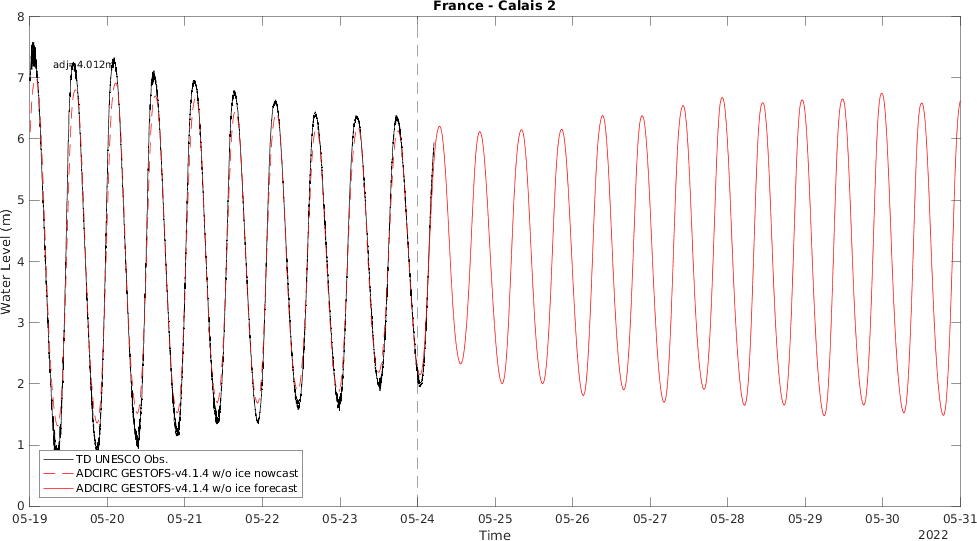 France - Calais 2
8
7
6
5
4
3
2
1
0
Water Level (m)
adj=4.012m
TD UNESCO Obs.
ADCIRC GESTOFS-v4.1.4 w/o ice nowcast
ADCIRC GESTOFS-v4.1.4 w/o ice forecast
05-19 05-20 05-21 05-22 05-23 05-24 05-25 05-26 05-27 05-28 05-29 05-30 05-31
Time
2022